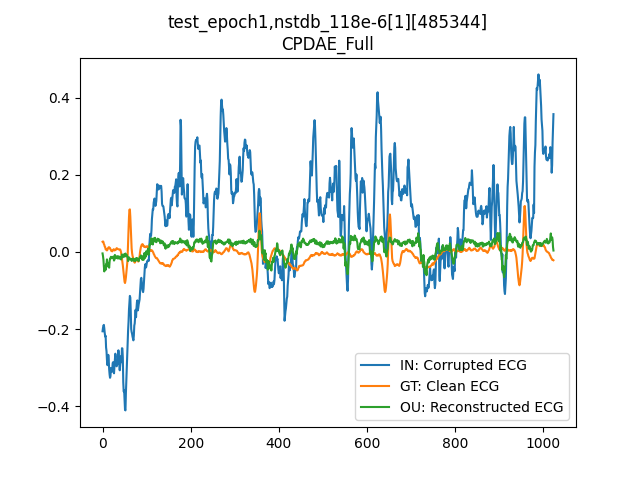 test_epoch1,nstdb_118e-6[1][485344]
CPDAE_Full
0.4
0.2
0.0
−0.2
−0.4
0
200
400
600
800
1000
IN: Corrupted ECG
GT: Clean ECG
OU: Reconstructed ECG